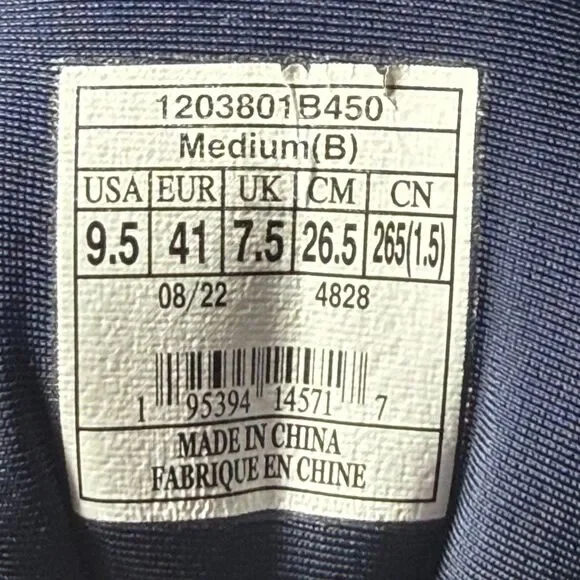 1203801B450
Medium(B)
USA EUR UK CM CN
9.5 41 7.5 26.5 265(1.5)
08/22 4828
1 95394 14571 7
MADE IN CHINA
FABRIQUE EN CHINE